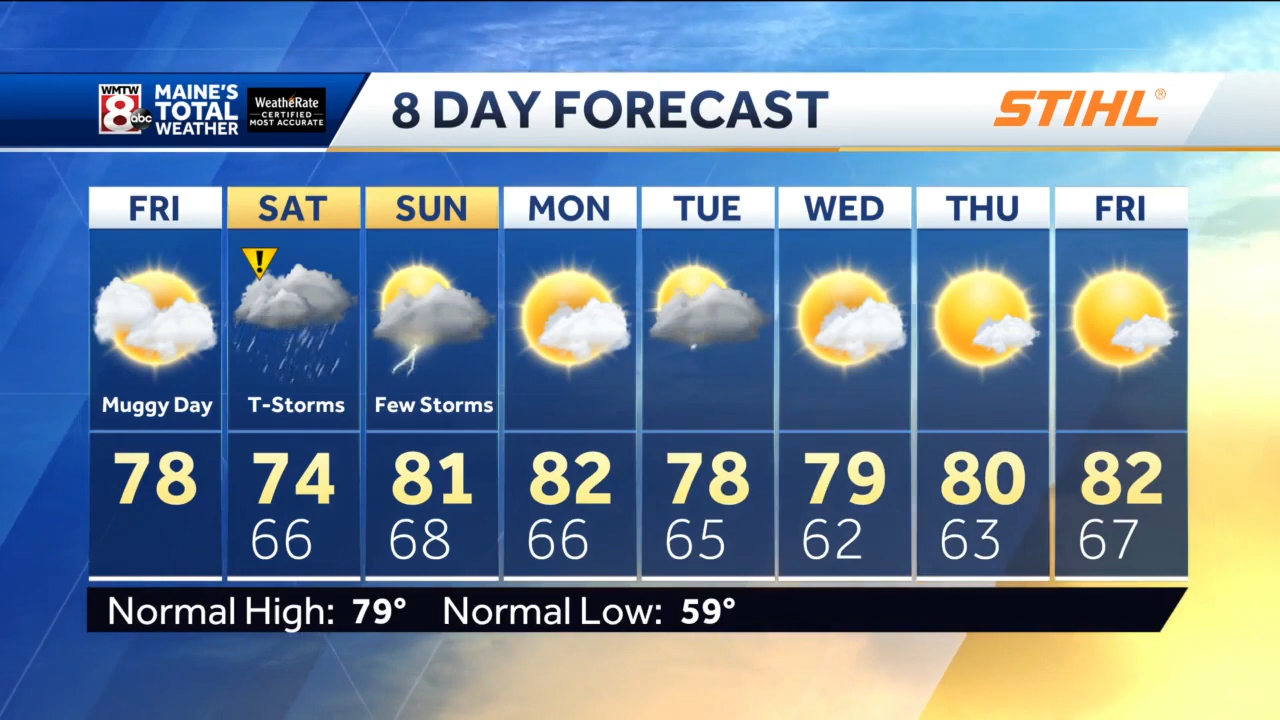 WMTW
8
abc
MAINE'S
TOTAL
WEATHER
WeatheRate
CERTIFIED
MOST ACCURATE
8 DAY FORECAST
STIHL®
FRI SAT SUN MON TUE WED THU FRI
!
Muggy Day T-Storms Few Storms
78 74 81 82 78 79 80 82
66 68 66 65 62 63 67
Normal High: 79° Normal Low: 59°